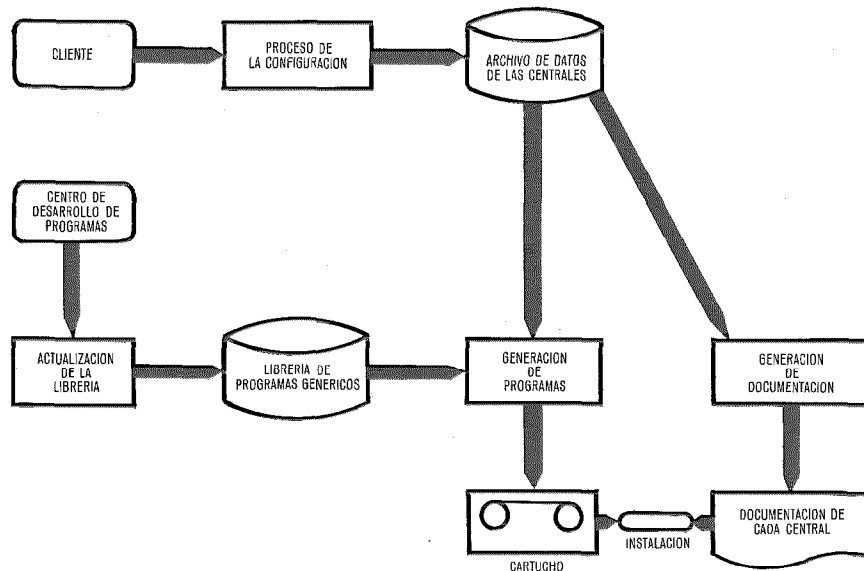 CLIENTE
PROCESO DE
LA CONFIGURACION
ARCHIVO DE DATOS
DE LAS CENTRALES
CENTRO DE
DESARROLLO DE
PROGRAMAS
ACTUALIZACION
DE LA
LIBRERIA
LIBRERIA DE
PROGRAMAS GENERICOS
GENERACION
DE
PROGRAMAS
GENERACION
DE
DOCUMENTACION
CARTUCHO
INSTALACION
DOCUMENTACION DE
CADA CENTRAL